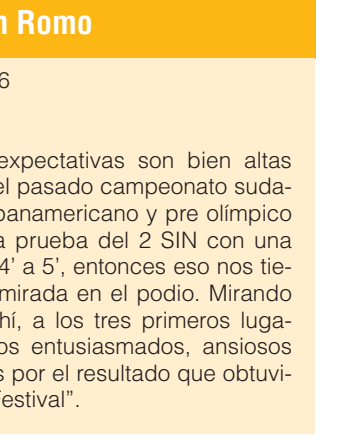 n Romo
6
expectativas son bien altas
el pasado campeonato suda-
panamericano y pre olímpico
a prueba del 2 SIN con una
4’ a 5’, entonces eso nos tie-
mirada en el podio. Mirando
hí, a los tres primeros luga-
os entusiasmados, ansiosos
s por el resultado que obtuvi-
Festival”.